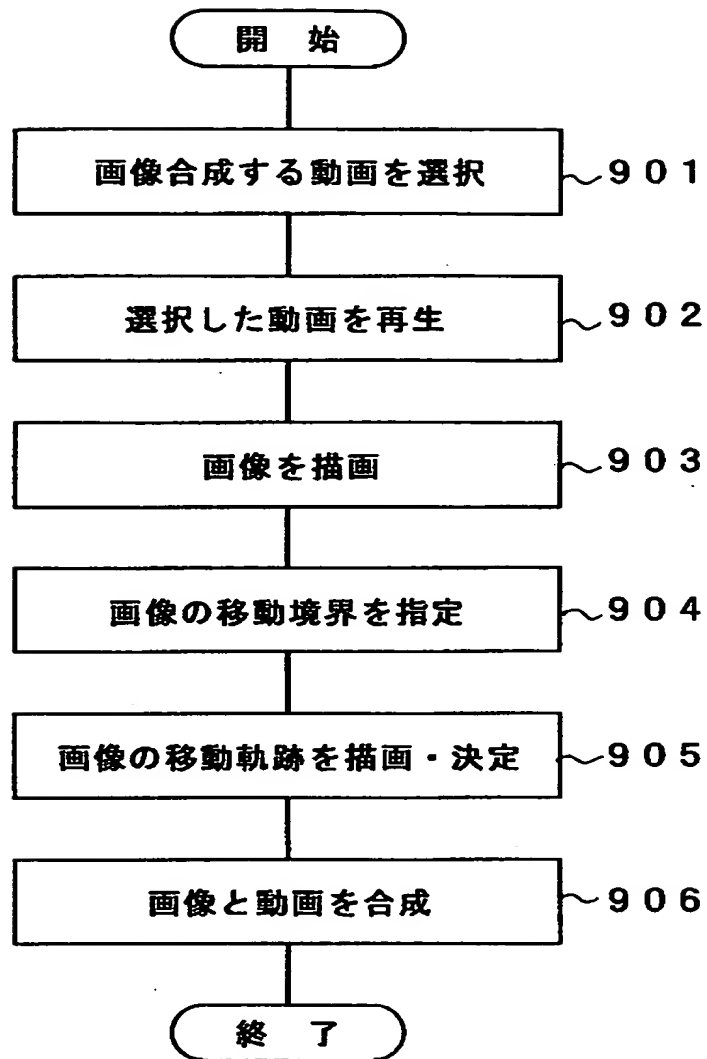 開　始
画像合成する動画を選択 ～９０１
選択した動画を再生 ～９０２
画像を描画 ～９０３
画像の移動境界を指定 ～９０４
画像の移動軌跡を描画・決定 ～９０５
画像と動画を合成 ～９０６
終　了